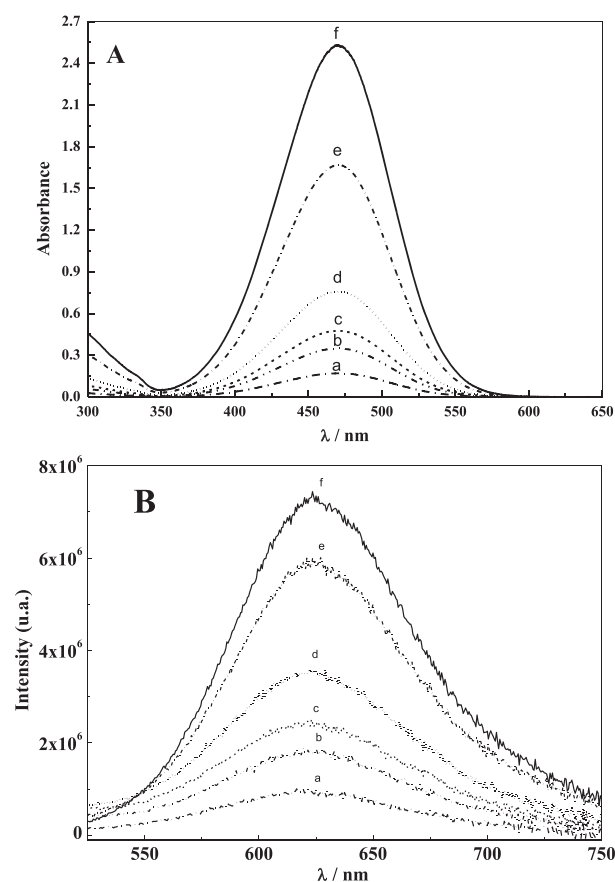 A
2.7
2.4
2.1
1.8
1.5
1.2
0.9
0.6
0.3
0.0
Absorbance
f
e
d
c
b
a
300 350 400 450 500 550 600 650
λ / nm
B
8x10⁶
6x10⁶
4x10⁶
2x10⁶
0
Intensity (u.a.)
f
e
d
c
b
a
550 600 650 700 750
λ / nm